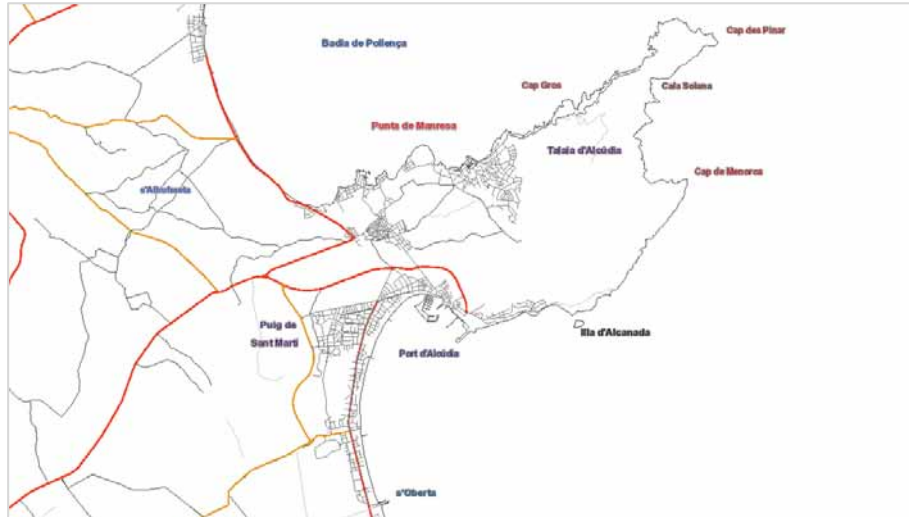 Cap des Pinar
Badia de Pollença
Cap Gros
Cala Solana
Punta de Manresa
Talaia d'Alcúdia
Cap de Menorca
s'Albufereta
Puig de
Sant Martí
Illa d'Alcanada
Port d'Alcúdia
s'Oberta